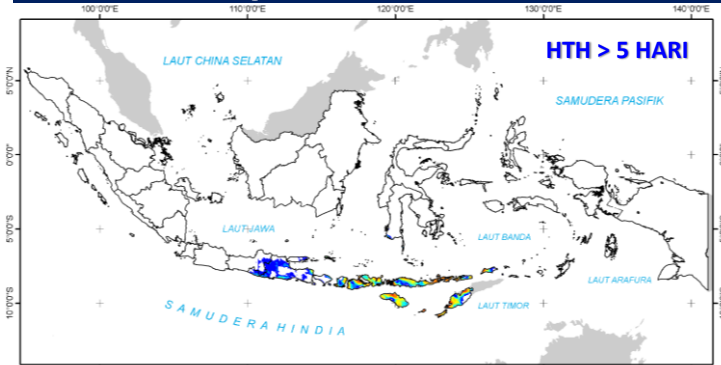 100°0'0"E 110°0'0"E 120°0'0"E 130°0'0"E 140°0'0"E
HTH > 5 HARI
LAUT CHINA SELATAN
5°0'0"N
SAMUDERA PASIFIK
0°0'0"
5°0'0"S
LAUT JAWA
LAUT BANDA
LAUT ARAFURA
10°0'0"S
SAMUDERA HINDIA
LAUT TIMOR